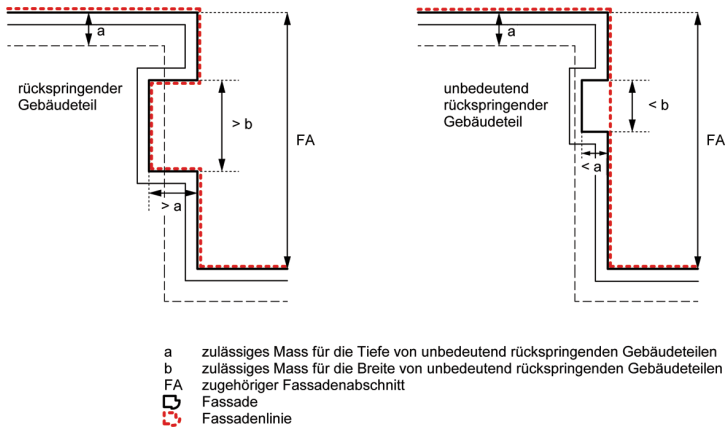 a
rückspringender
Gebäudeteil
> b
FA
> a
a
unbedeutend
rückspringender
Gebäudeteil
< b
FA
< a
a zulässiges Mass für die Tiefe von unbedeutend rückspringenden Gebäudeteilen
b zulässiges Mass für die Breite von unbedeutend rückspringenden Gebäudeteilen
FA zugehöriger Fassadenabschnitt
Fassade
Fassadenlinie